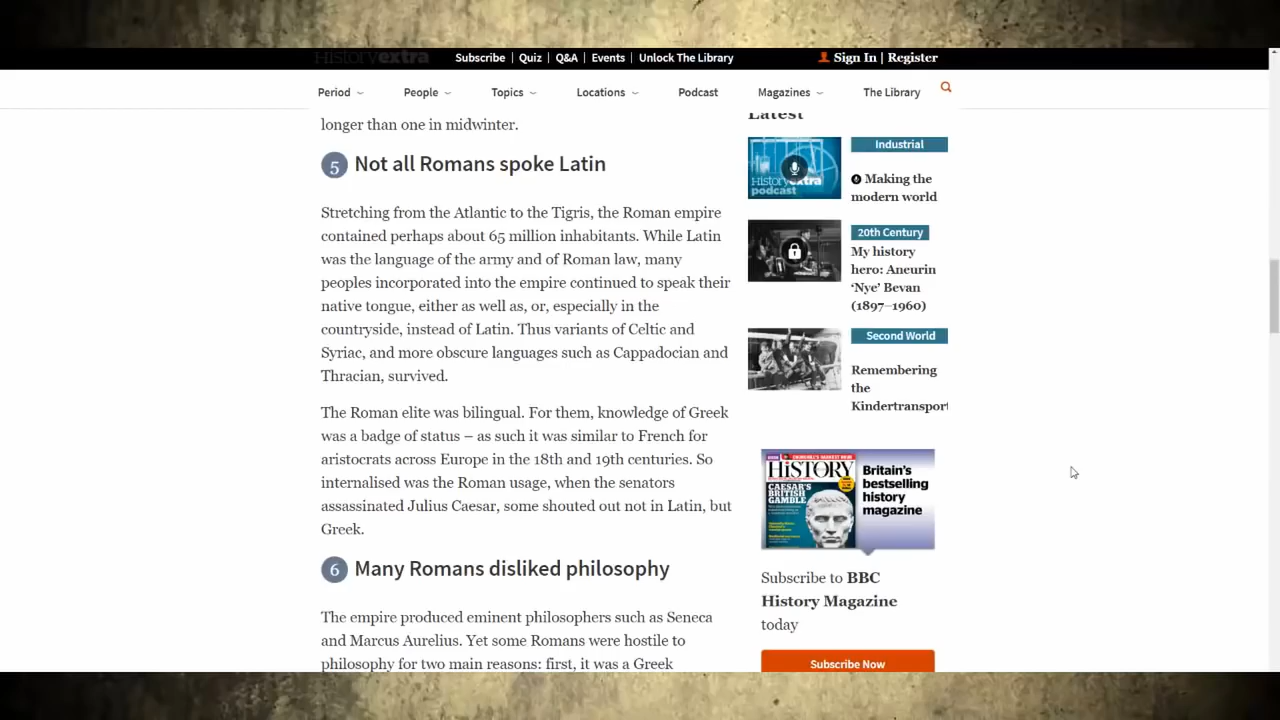 Historyextra
Subscribe | Quiz | Q&A | Events | Unlock The Library
Sign In | Register
Period
People
Topics
Locations
Podcast
Magazines
The Library
longer than one in midwinter.
5 Not all Romans spoke Latin
Stretching from the Atlantic to the Tigris, the Roman empire
contained perhaps about 65 million inhabitants. While Latin
was the language of the army and of Roman law, many
peoples incorporated into the empire continued to speak their
native tongue, either as well as, or, especially in the
countryside, instead of Latin. Thus variants of Celtic and
Syriac, and more obscure languages such as Cappadocian and
Thracian, survived.
The Roman elite was bilingual. For them, knowledge of Greek
was a badge of status – as such it was similar to French for
aristocrats across Europe in the 18th and 19th centuries. So
internalised was the Roman usage, when the senators
assassinated Julius Caesar, some shouted out not in Latin, but
Greek.
6 Many Romans disliked philosophy
The empire produced eminent philosophers such as Seneca
and Marcus Aurelius. Yet some Romans were hostile to
philosophy for two main reasons: first, it was a Greek
Latest
Historyextra
podcast
Industrial
Making the
modern world
20th Century
My history
hero: Aneurin
‘Nye’ Bevan
(1897–1960)
Second World
Remembering
the
Kindertransport
BBC
HISTORY
CAESAR'S
BRITISH
GAMBLE
Britain's
bestselling
history
magazine
Subscribe to BBC
History Magazine
today
Subscribe Now